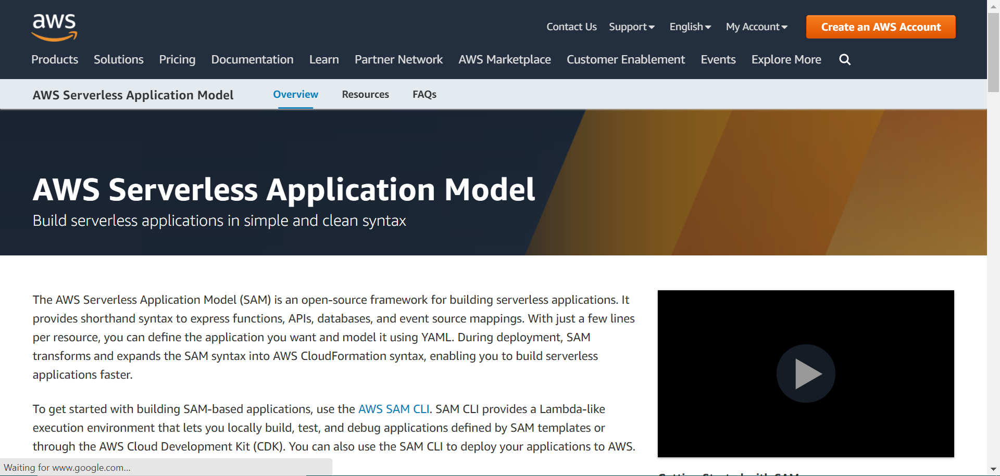 aws
Contact Us Support English My Account Create an AWS Account
Products Solutions Pricing Documentation Learn Partner Network AWS Marketplace Customer Enablement Events Explore More
AWS Serverless Application Model Overview Resources FAQs
AWS Serverless Application Model
Build serverless applications in simple and clean syntax
The AWS Serverless Application Model (SAM) is an open-source framework for building serverless applications. It
provides shorthand syntax to express functions, APIs, databases, and event source mappings. With just a few lines
per resource, you can define the application you want and model it using YAML. During deployment, SAM
transforms and expands the SAM syntax into AWS CloudFormation syntax, enabling you to build serverless
applications faster.
To get started with building SAM-based applications, use the AWS SAM CLI. SAM CLI provides a Lambda-like
execution environment that lets you locally build, test, and debug applications defined by SAM templates or
through the AWS Cloud Development Kit (CDK). You can also use the SAM CLI to deploy your applications to AWS.
Waiting for www.google.com...
Getting Started with SAM